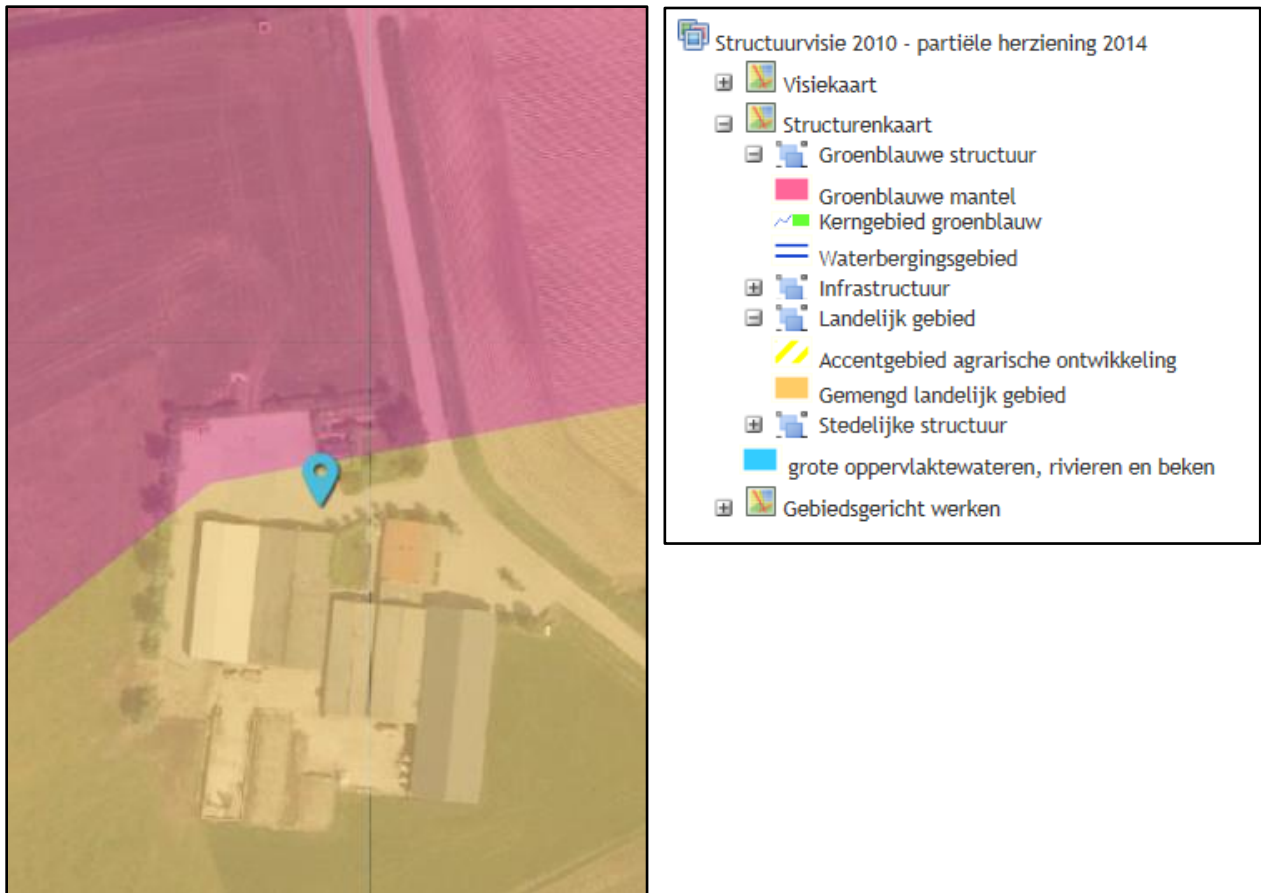 Structuurvisie 2010 - partiële herziening 2014
Visiekaart
Structurenkaart
Groenblauwe structuur
Groenblauwe mantel
Kerngebied groenblauw
Waterbergingsgebied
Infrastructuur
Landelijk gebied
Accentgebied agrarische ontwikkeling
Gemengd landelijk gebied
Stedelijke structuur
grote oppervlaktewateren, rivieren en beken
Gebiedsgericht werken